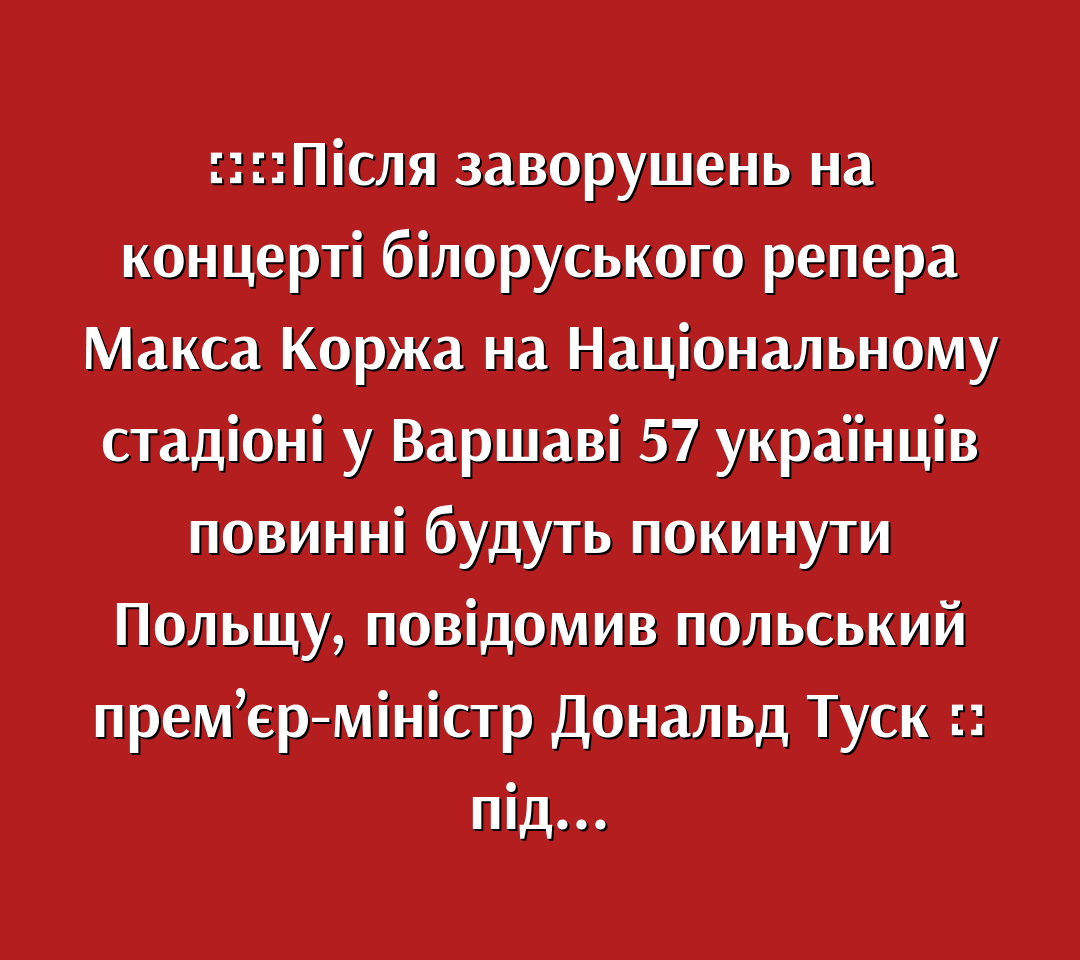 ::::Після заворушень на
концерті білоруського репера
Макса Коржа на Національному
стадіоні у Варшаві 57 українців
повинні будуть покинути
Польщу, повідомив польський
прем’єр-міністр Дональд Туск ::
під...